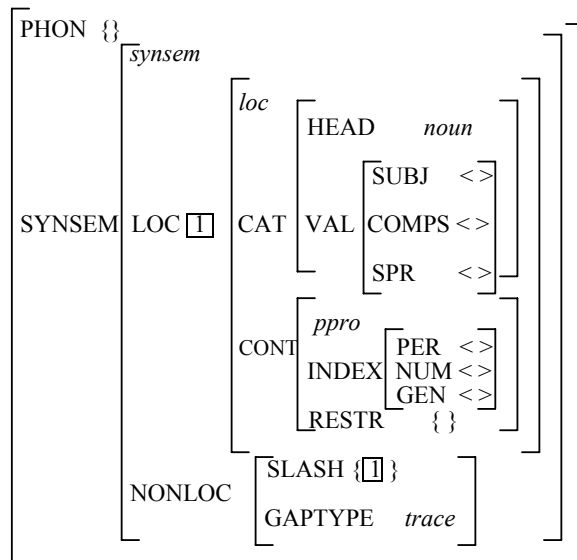 PHON {}
synsem
loc
HEAD noun
SUBJ < >
SYNSEM LOC 1 CAT VAL COMPS < >
SPR < >
ppro
CONT
PER < >
INDEX NUM < >
GEN < >
RESTR { }
SLASH { 1 }
NONLOC
GAPTYPE trace